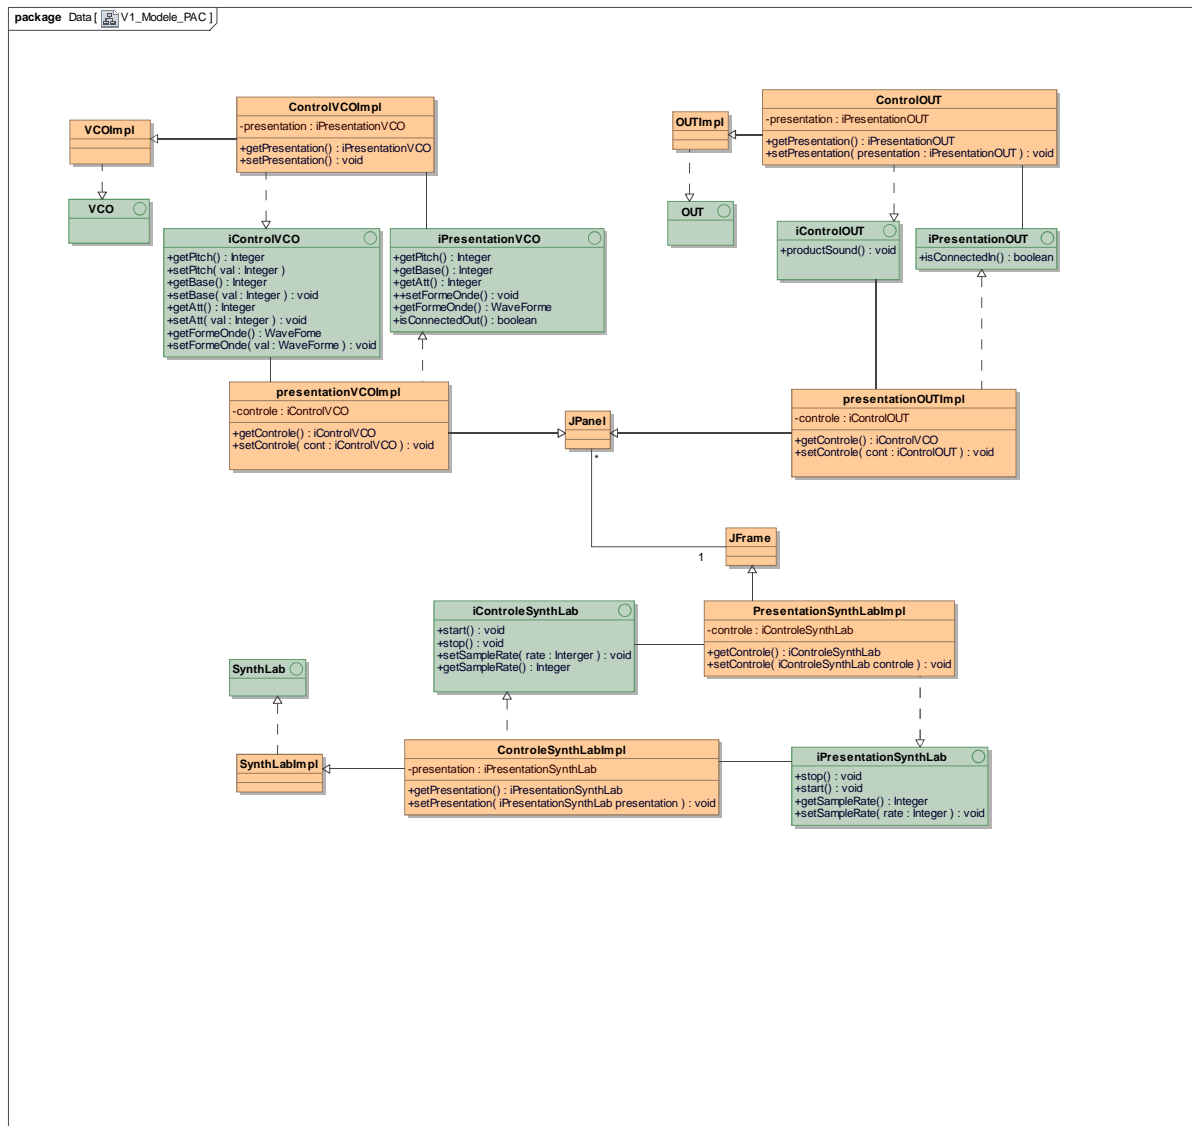 package Data [ V1_Modele_PAC ]
ControlVCOImpl
-presentation : iPresentationVCO
+getPresentation() : iPresentationVCO
+setPresentation() : void
VCOImpl
VCO
iControlVCO
+getPitch() : Integer
+setPitch( val : Integer )
+getBase() : Integer
+setBase( val : Integer ) : void
+getAtt() : Integer
+setAtt( val : Integer ) : void
+getFormeOnde() : WaveFome
+setFormeOnde( val : WaveForme ) : void
iPresentationVCO
+getPitch() : Integer
+getBase() : Integer
+getAtt() : Integer
++setFormeOnde() : void
+getFormeOnde() : WaveForme
+isConnectedOut() : boolean
presentationVCOImpl
-controle : iControlVCO
+getControle() : iControlVCO
+setControle( cont : iControlVCO ) : void
ControlOUT
-presentation : iPresentationOUT
+getPresentation() : iPresentationOUT
+setPresentation( presentation : iPresentationOUT ) : void
OUTImpl
OUT
iControlOUT
+productSound() : void
iPresentationOUT
+isConnectedIn() : boolean
presentationOUTImpl
-controle : iControlOUT
+getControle() : iControlVCO
+setControle( cont : iControlOUT ) : void
JPanel
*
1
JFrame
iControleSynthLab
+start() : void
+stop() : void
+setSampleRate( rate : Interger ) : void
+getSampleRate() : Integer
PresentationSynthLabImpl
-controle : iControleSynthLab
+getControle() : iControleSynthLab
+setControle( iControleSynthLab controle ) : void
SynthLab
SynthLabImpl
ControleSynthLabImpl
-presentation : iPresentationSynthLab
+getPresentation() : iPresentationSynthLab
+setPresentation( iPresentationSynthLab presentation ) : void
iPresentationSynthLab
+stop() : void
+start() : void
+getSampleRate() : Integer
+setSampleRate( rate : Integer ) : void